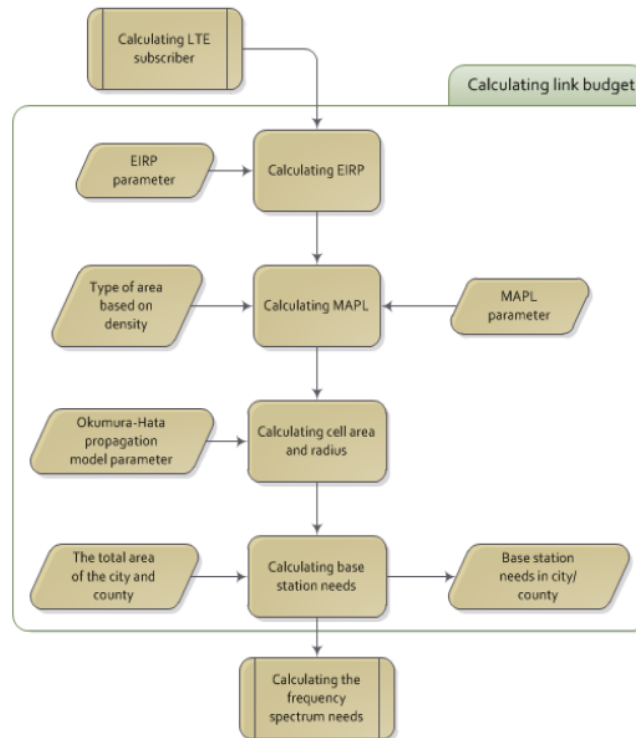 Calculating LTE
subscriber
Calculating link budget
EIRP
parameter
Calculating EIRP
Type of area
based on
density
Calculating MAPL
MAPL
parameter
Okumura-Hata
propagation
model parameter
Calculating cell area
and radius
The total area
of the city and
county
Calculating base
station needs
Base station
needs in city/
county
Calculating the
frequency
spectrum needs